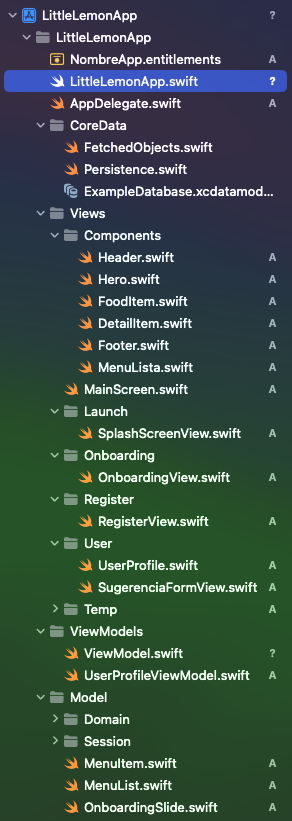 LittleLemonApp ?
LittleLemonApp
NombreApp.entitlements A
LittleLemonApp.swift ?
AppDelegate.swift A
CoreData
FetchedObjects.swift
Persistence.swift
ExampleDatabase.xcdatamod...
Views
Components
Header.swift A
Hero.swift A
FoodItem.swift A
DetailItem.swift A
Footer.swift A
MenuLista.swift A
MainScreen.swift A
Launch
SplashScreenView.swift A
Onboarding
OnboardingView.swift A
Register
RegisterView.swift A
User
UserProfile.swift A
SugerenciaFormView.swift A
Temp A
ViewModels
ViewModel.swift ?
UserProfileViewModel.swift A
Model
Domain
Session
MenuItem.swift A
MenuList.swift A
OnboardingSlide.swift A